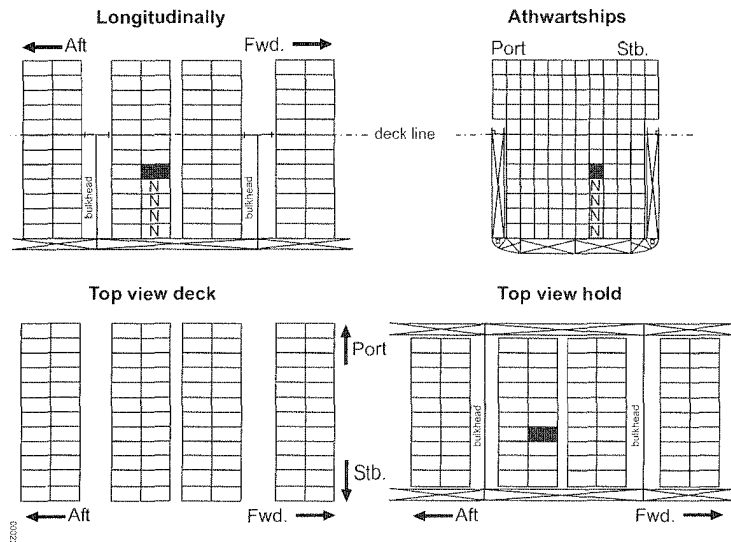 Longitudinally
Athwartships
Aft
Fwd.
Port
Stb.
deck line
bulkhead
bulkhead
N
N
N
N
N
N
N
N
Top view deck
Top view hold
Port
bulkhead
bulkhead
Stb.
Aft
Fwd.
Aft
Fwd.